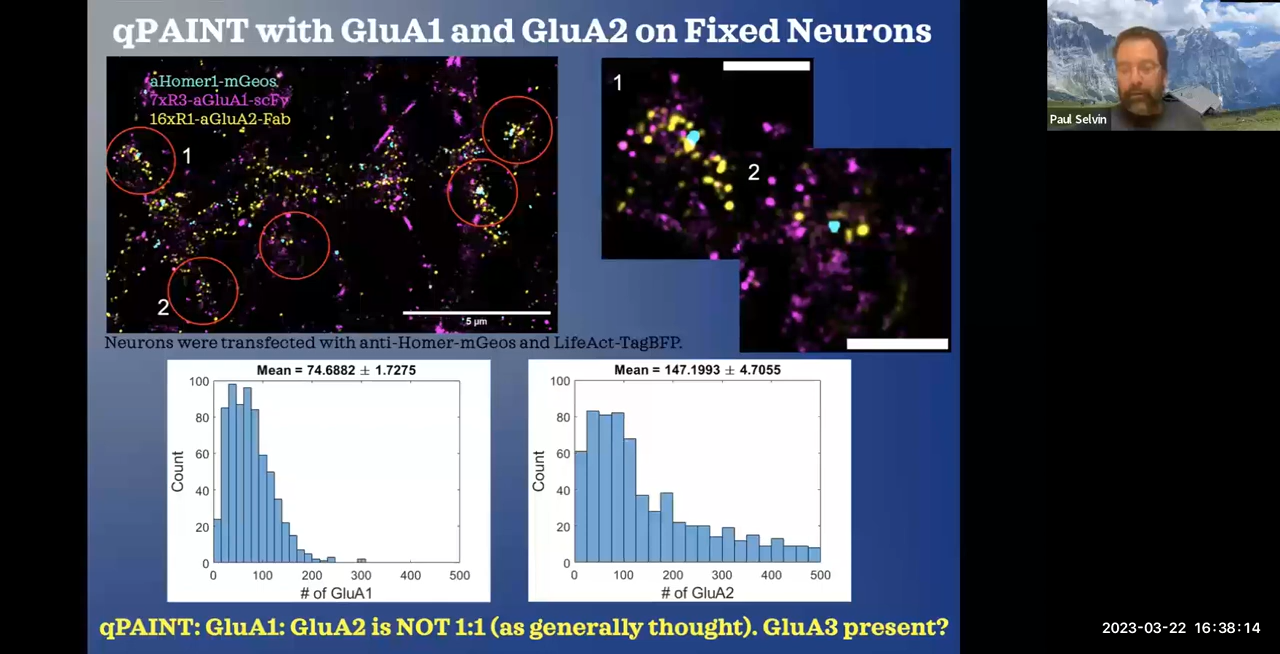 qPAINT with GluA1 and GluA2 on Fixed Neurons
aHomer1-mGeos
7xR3-aGluA1-scFv
16xR1-aGluA2-Fab
1
2
5 μm
1
2
Paul Selvin
Neurons were transfected with anti-Homer-mGeos and LifeAct-TagBFP.
Mean = 74.6882 ± 1.7275
100
80
60
40
20
0
Count
0 100 200 300 400 500
# of GluA1
Mean = 147.1993 ± 4.7055
100
80
60
40
20
0
Count
0 100 200 300 400 500
# of GluA2
qPAINT: GluA1: GluA2 is NOT 1:1 (as generally thought). GluA3 present?
2023-03-22 16:38:14